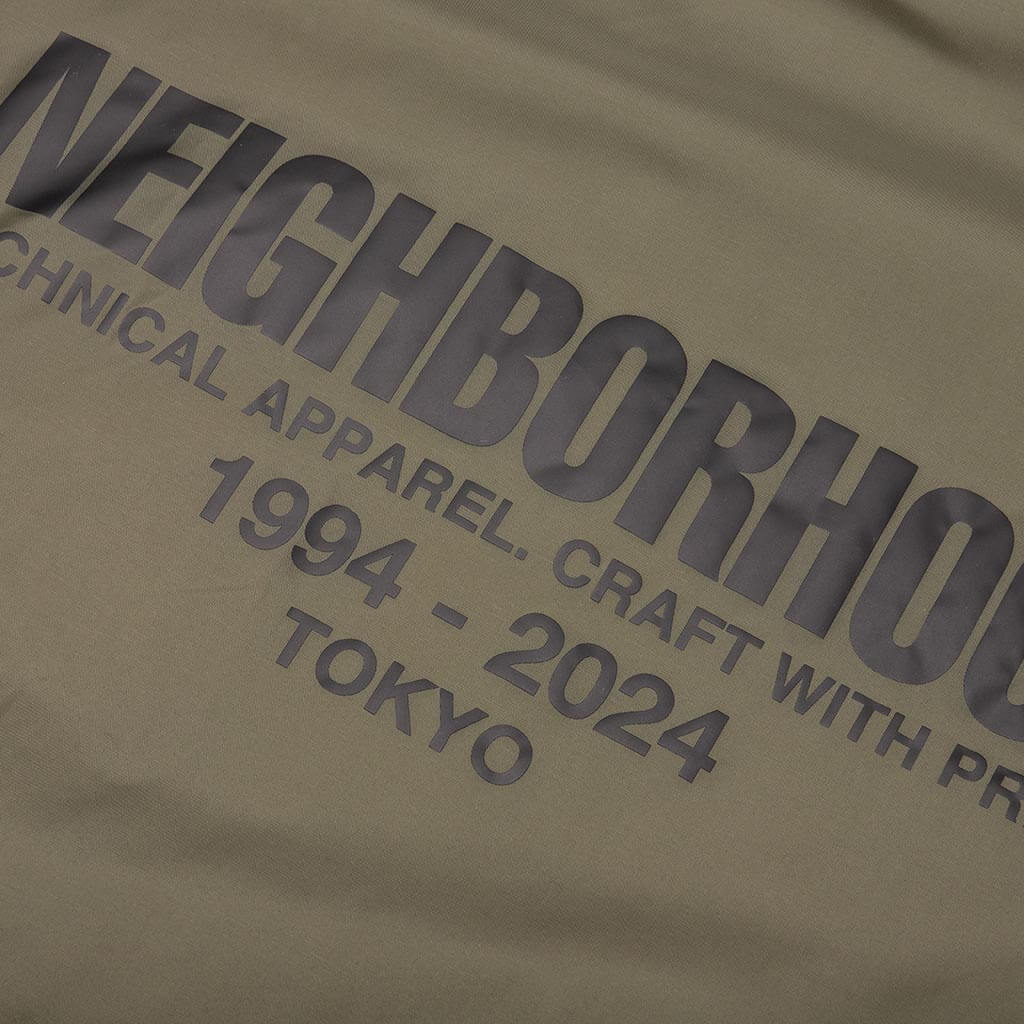 NEIGHBORHOO
CHNICAL APPAREL. CRAFT WITH PR
1994 - 2024
TOKYO